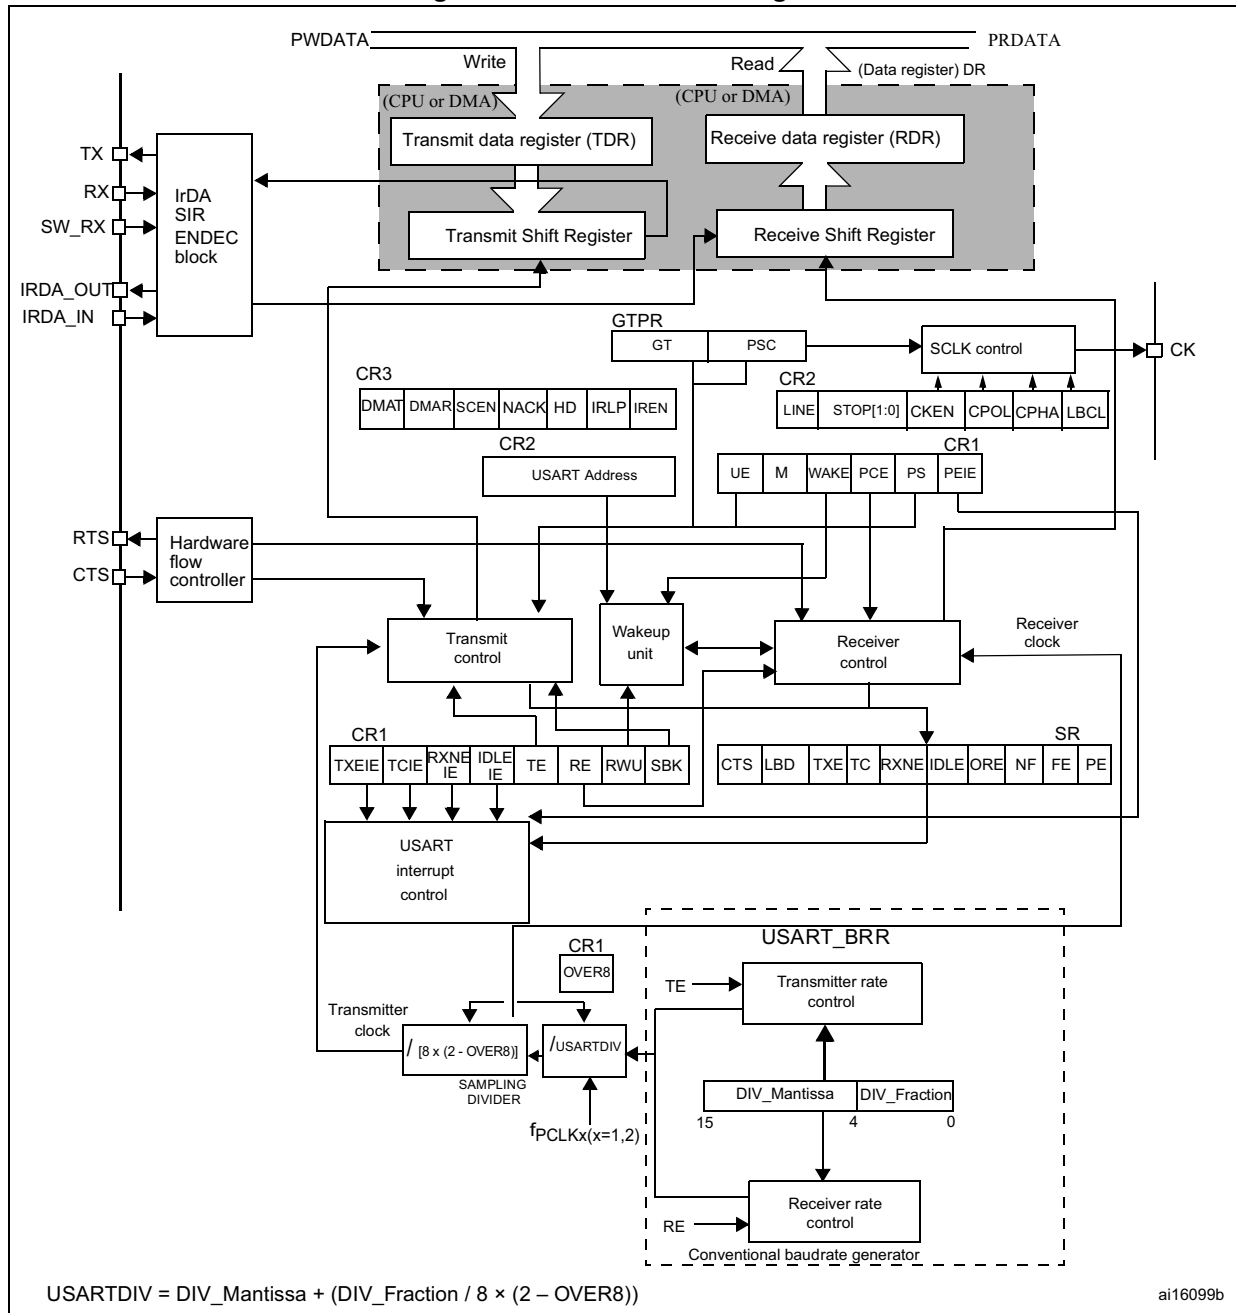 PWDATA
PRDATA
Write
Read
(Data register) DR
(CPU or DMA)
(CPU or DMA)
Transmit data register (TDR)
Receive data register (RDR)
TX
RX
SW_RX
IRDA_OUT
IRDA_IN
IrDA
SIR
ENDEC
block
Transmit Shift Register
Receive Shift Register
GTPR
GT
PSC
SCLK control
CK
CR3
DMAT
DMAR
SCEN
NACK
HD
IRLP
IREN
CR2
LINE
STOP[1:0]
CKEN
CPOL
CPHA
LBCL
CR2
USART Address
CR1
UE
M
WAKE
PCE
PS
PEIE
RTS
CTS
Hardware
flow
controller
Transmit
control
Wakeup
unit
Receiver
control
Receiver
clock
CR1
TXEIE
TCIE
RXNE
IE
IDLE
IE
TE
RE
RWU
SBK
SR
CTS
LBD
TXE
TC
RXNE
IDLE
ORE
NF
FE
PE
USART
interrupt
control
USART_BRR
CR1
OVER8
TE
Transmitter rate
control
Transmitter
clock
/ [8 x (2 - OVER8)]
/USARTDIV
SAMPLING
DIVIDER
fPCLKx(x=1,2)
DIV_Mantissa
DIV_Fraction
15
4
0
RE
Receiver rate
control
Conventional baudrate generator
USARTDIV = DIV_Mantissa + (DIV_Fraction / 8 × (2 – OVER8))
ai16099b